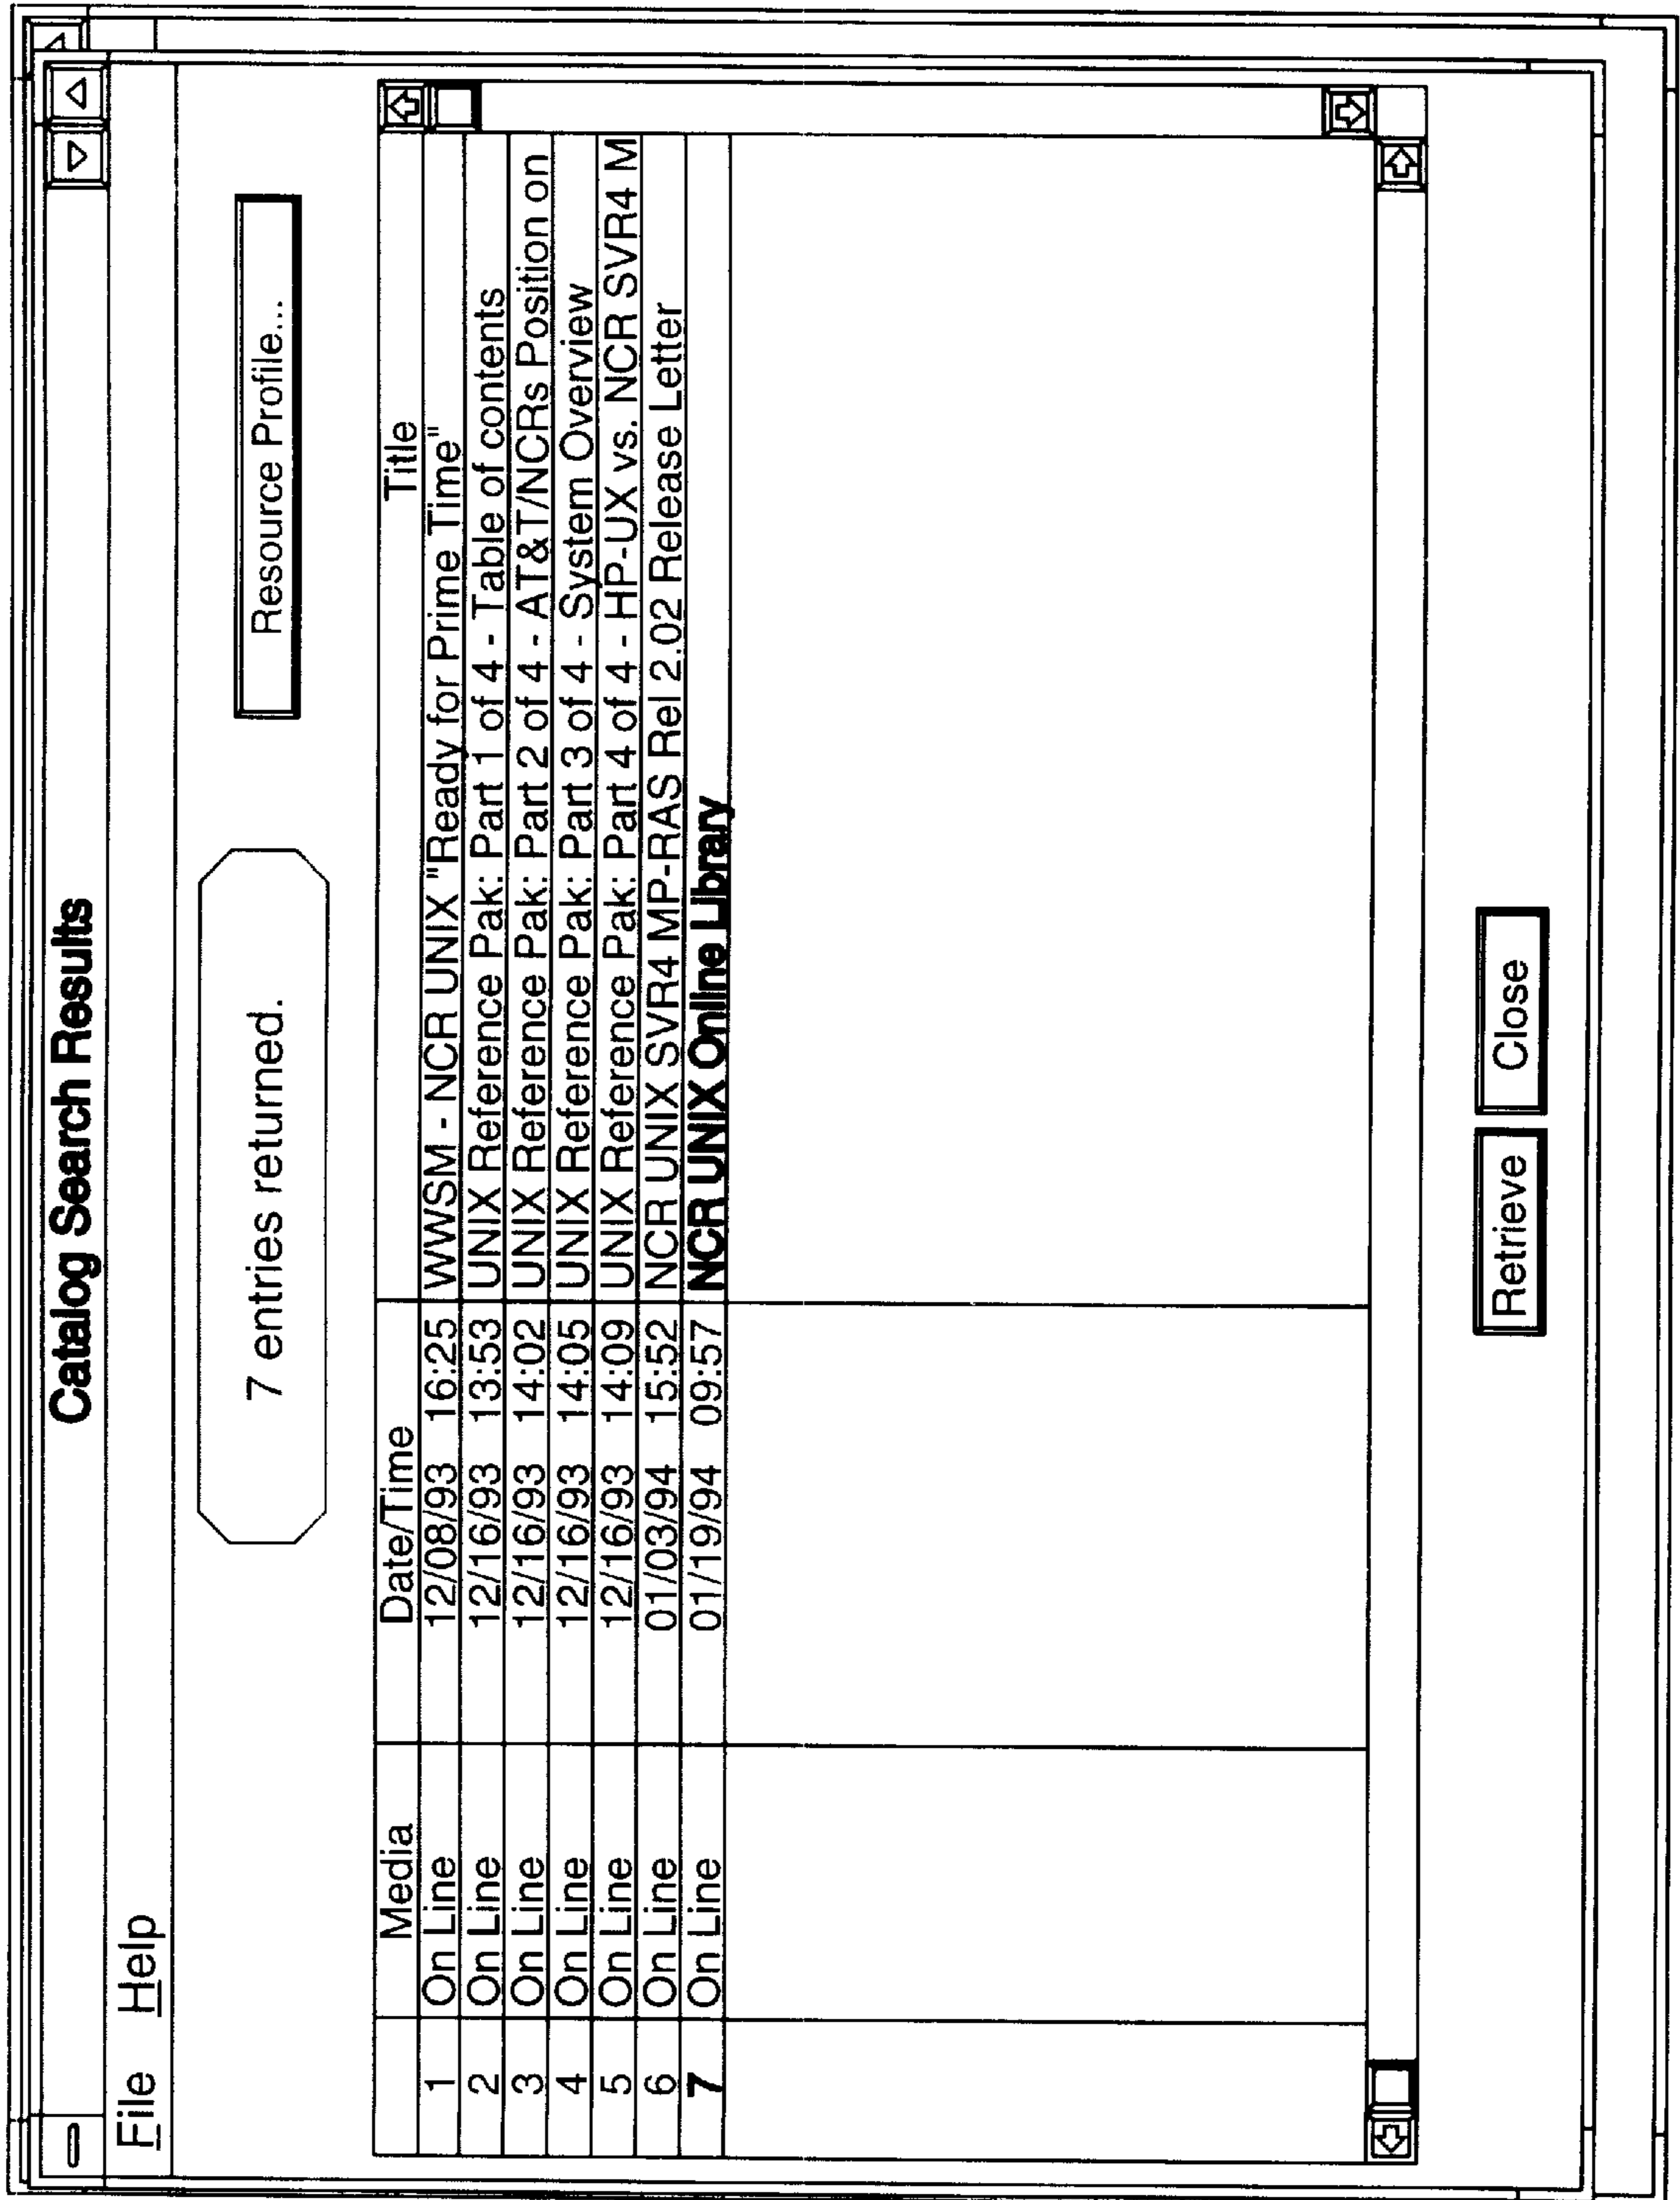 Catalog Search Results
File Help
7 entries returned.
Resource Profile...
Media Date/Time Title
1 On Line 12/08/93 16:25 WWSM - NCR UNIX "Ready for Prime Time"
2 On Line 12/16/93 13:53 UNIX Reference Pak: Part 1 of 4 - Table of contents
3 On Line 12/16/93 14:02 UNIX Reference Pak: Part 2 of 4 - AT&T/NCRs Position on
4 On Line 12/16/93 14:05 UNIX Reference Pak: Part 3 of 4 - System Overview
5 On Line 12/16/93 14:09 UNIX Reference Pak: Part 4 of 4 - HP-UX vs. NCR SVR4 M
6 On Line 01/03/94 15:52 NCR UNIX SVR4 MP-RAS Rel 2.02 Release Letter
7 On Line 01/19/94 09:57 NCR UNIX Online Library
Retrieve Close